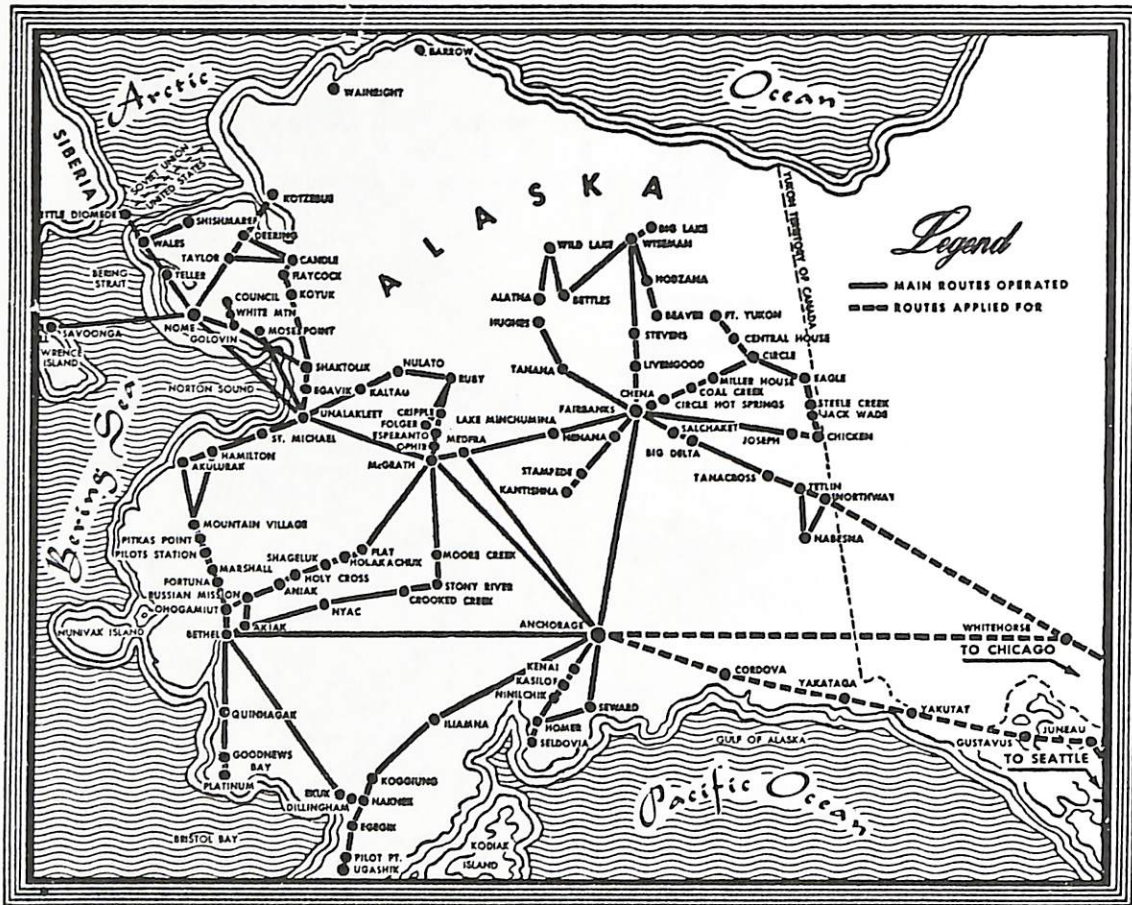 BARROW
WAINRIGHT
Arctic
Ocean
SIBERIA
SOVIET UNION
UNITED STATES
ALASKA
YUKON TERRITORY OF CANADA
Legend
MAIN ROUTES OPERATED
ROUTES APPLIED FOR
KOTZEBUE
TTLE DIOMEDE
SHISHMAREF
WALES
DEERING
TAYLOR
CANDLE
BERING STRAIT
TELLER
HAYCOCK
KOYUK
COUNCIL
WHITE MTN
MOSES POINT
NOME
GOLOVIN
SAVOONGA
WRENCE ISLAND
SHAKTOLIK
NORTON SOUND
EGAVIK
UNALAKLEET
KALTAU
NULATO
RUBY
BIG LAKE
WILD LAKE
WISEMAN
BETTLES
NOBZANA
ALATNA
HUGHES
BEAVER
FT. YUKON
STEVENS
CENTRAL HOUSE
CIRCLE
TANANA
LIVENGOOD
MILLER HOUSE
EAGLE
CHENA
COAL CREEK
STEELE CREEK
FAIRBANKS
CIRCLE HOT SPRINGS
JACK WADE
CRIPPLE
FOLGER
LAKE MINCHUMINA
ESPERANTO
MEDFRA
OPHIR
McGRATH
NENANA
SALCHAKET
JOSEPH
CHICKEN
BIG DELTA
STAMPEDE
KANTISHNA
TANACROSS
TETLIN
NORTHWAY
NABESNA
Bering Sea
ST. MICHAEL
HAMILTON
AKULURAK
MOUNTAIN VILLAGE
PITKAS POINT
PILOTS STATION
MARSHALL
FORTUNA
RUSSIAN MISSION
OHOGAMIUT
SHAGELUK
FLAT
HOLAKACHUK
HOLY CROSS
ANIAK
MOORE CREEK
STONY RIVER
CROOKED CREEK
NYAC
AKIAK
NUNIVAK ISLAND
BETHEL
ANCHORAGE
WHITEHORSE
TO CHICAGO
KENAI
KASILOF
NINILCHIK
CORDOVA
YAKATAGA
YAKUTAT
SEWARD
HOMER
SELDOVIA
GULF OF ALASKA
GUSTAVUS
JUNEAU
TO SEATTLE
QUINHAGAK
ILIAMNA
GOODNEWS BAY
PLATINUM
KOGGIUNG
EKUK
DILLINGHAM
NAKNEK
EGEGIK
BRISTOL BAY
PILOT PT.
UGASHIK
KODIAK ISLAND
Pacific Ocean